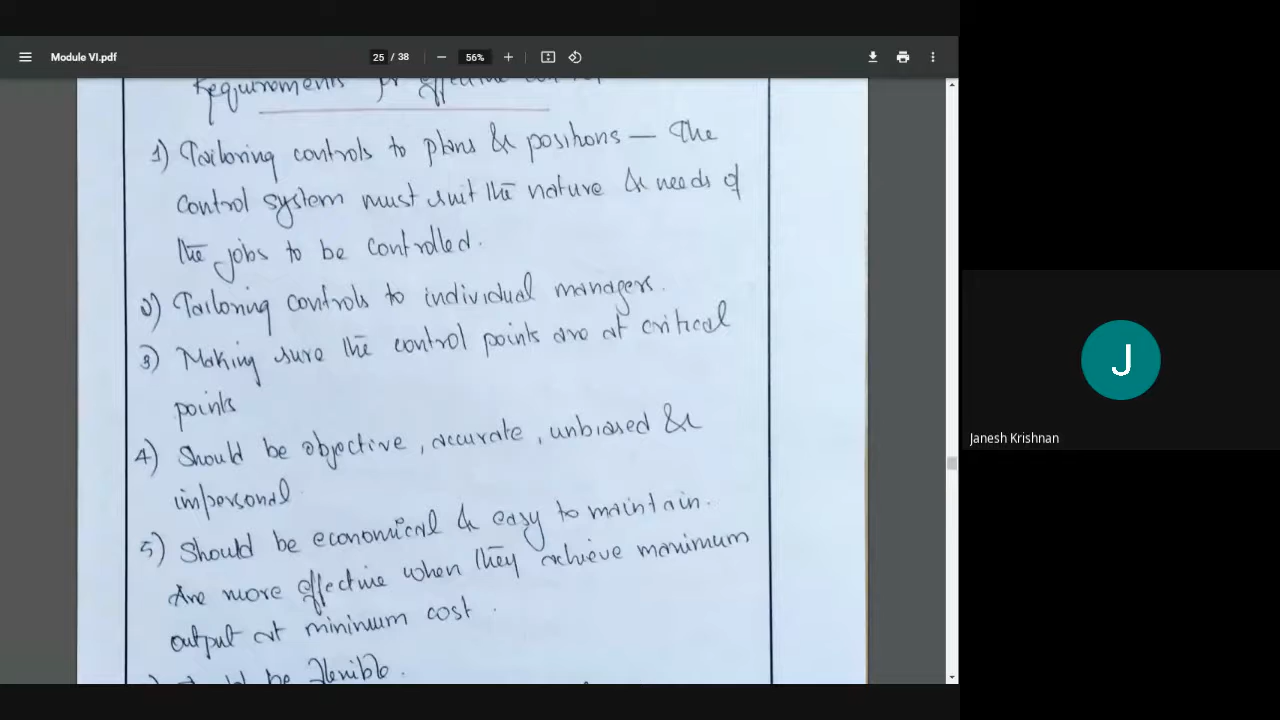 Module VI.pdf
25 / 38
56%
Requirements for effective control
1) Tailoring controls to plans & positions — The
control system must suit the nature & needs of
the jobs to be controlled.
2) Tailoring controls to individual managers.
3) Making sure the control points are at critical
points
4) Should be objective, accurate, unbiased &
impersonal
5) Should be economical & easy to maintain.
Are more effective when they achieve maximum
output at minimum cost.
be flexible.
J
Janesh Krishnan